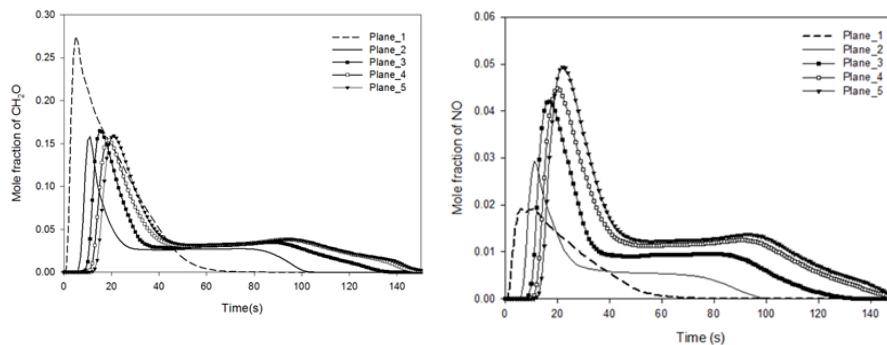 0.30
0.25
0.20
0.15
0.10
0.05
0.00
Mole fraction of CH₂O
0 20 40 60 80 100 120 140
Time(s)
Plane_1
Plane_2
Plane_3
Plane_4
Plane_5
0.06
0.05
0.04
0.03
0.02
0.01
0.00
Mole fraction of NO
0 20 40 60 80 100 120 140
Time (s)
Plane_1
Plane_2
Plane_3
Plane_4
Plane_5